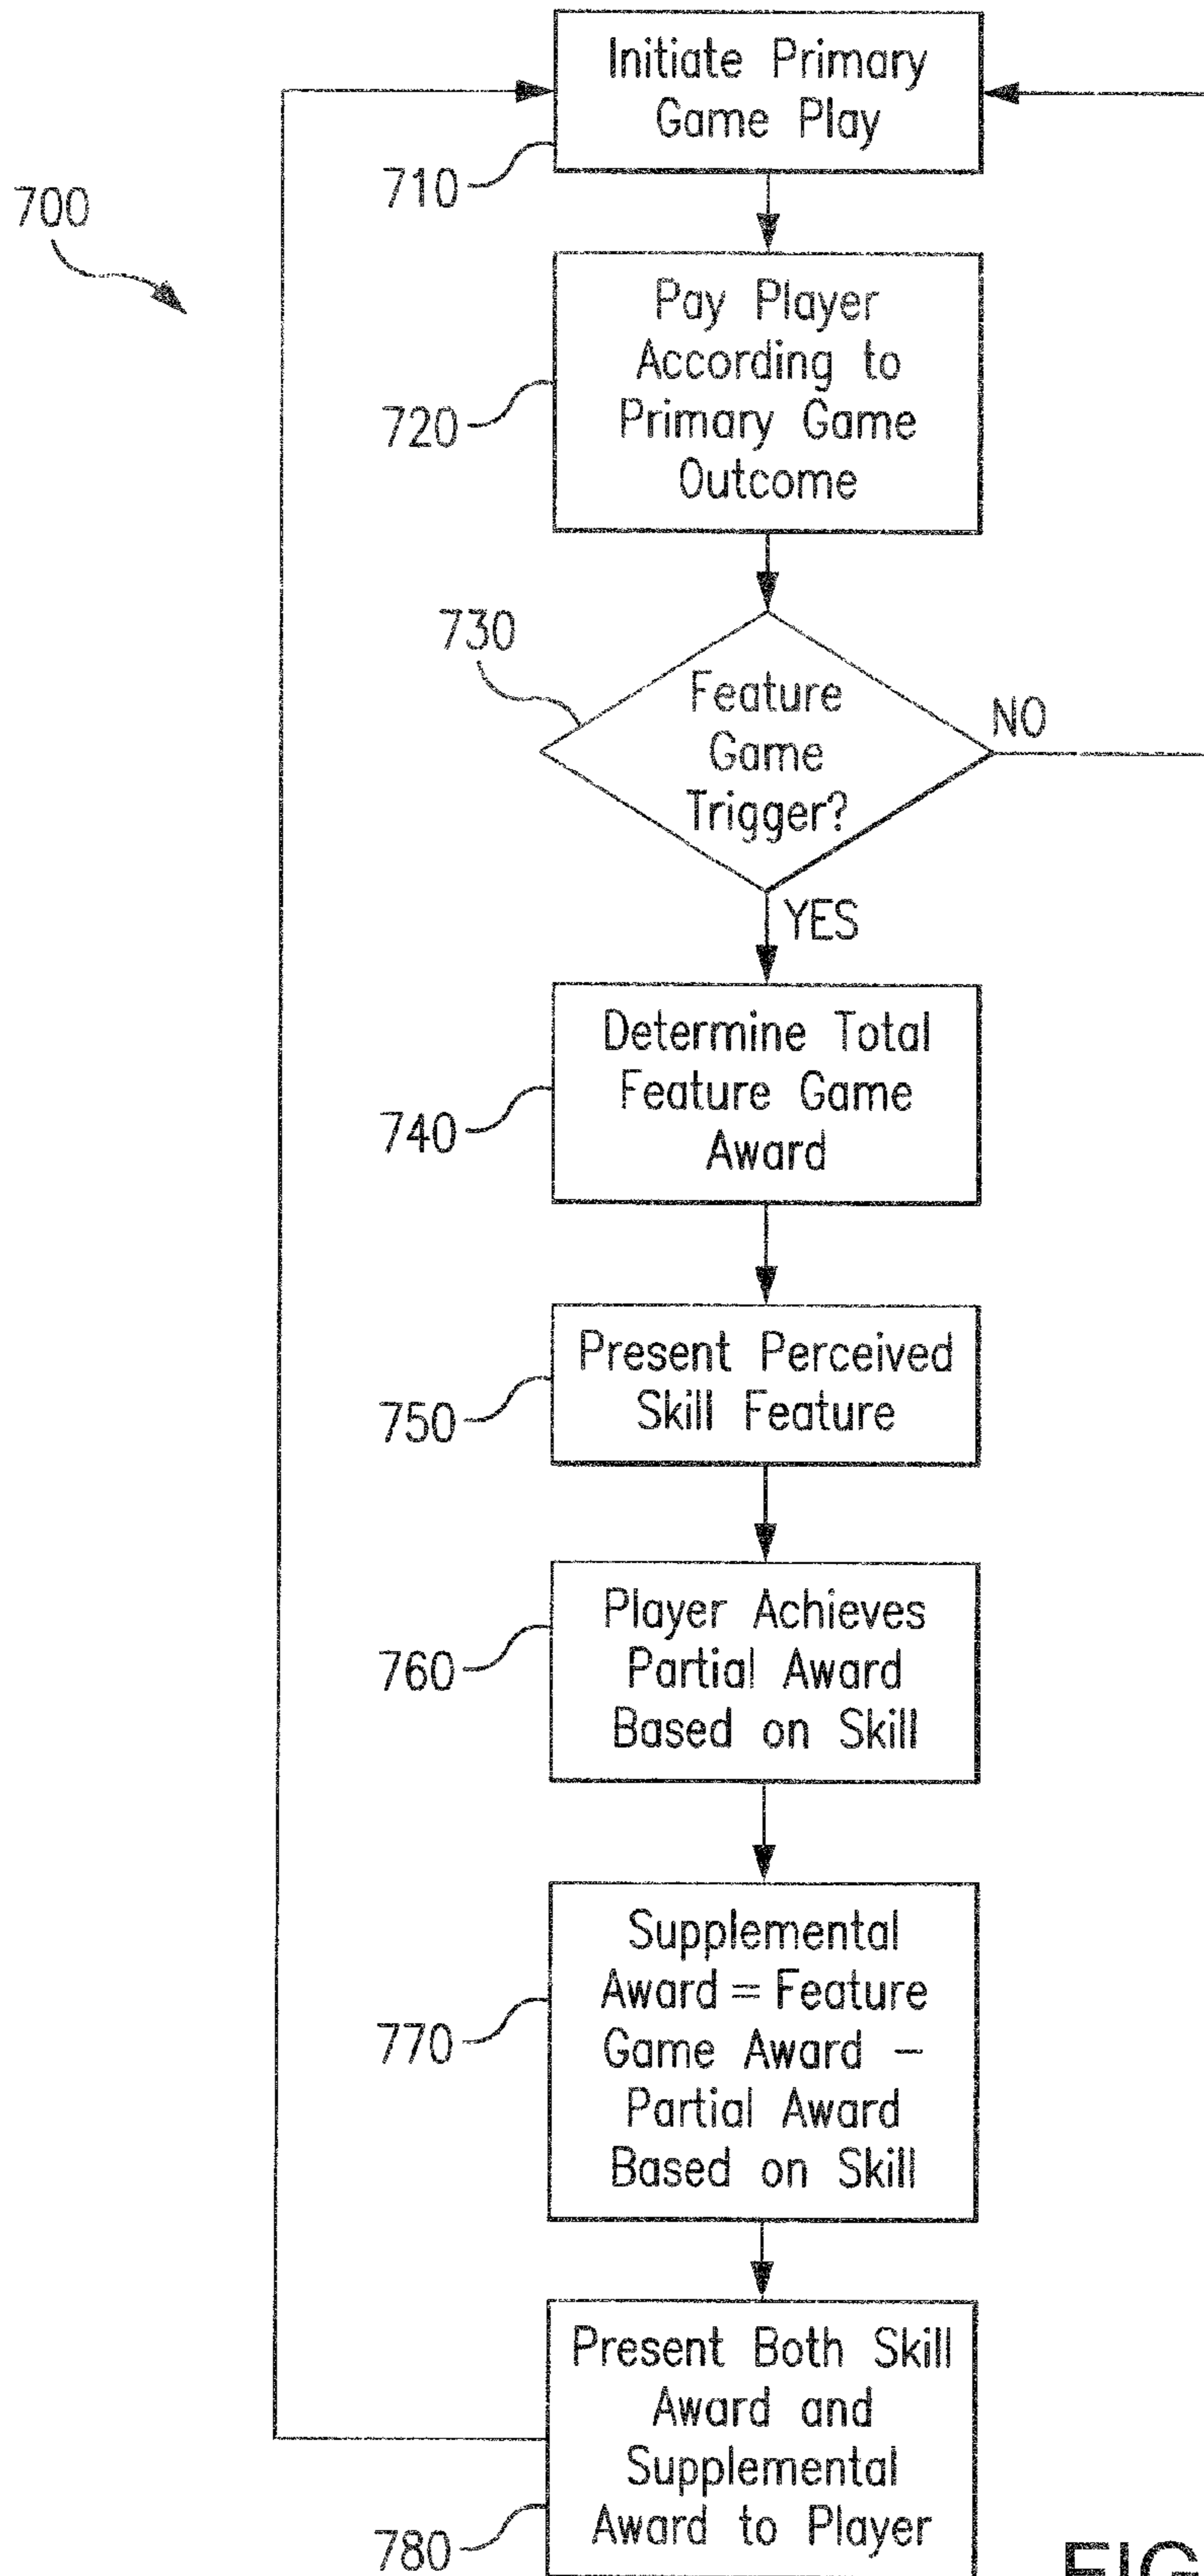 Initiate Primary
Game Play
710
700
Pay Player
According to
Primary Game
Outcome
720
730
Feature
Game
Trigger?
NO
YES
Determine Total
Feature Game
Award
740
Present Perceived
Skill Feature
750
Player Achieves
Partial Award
Based on Skill
760
Supplemental
Award = Feature
Game Award –
Partial Award
Based on Skill
770
Present Both Skill
Award and
Supplemental
Award to Player
780
FIG